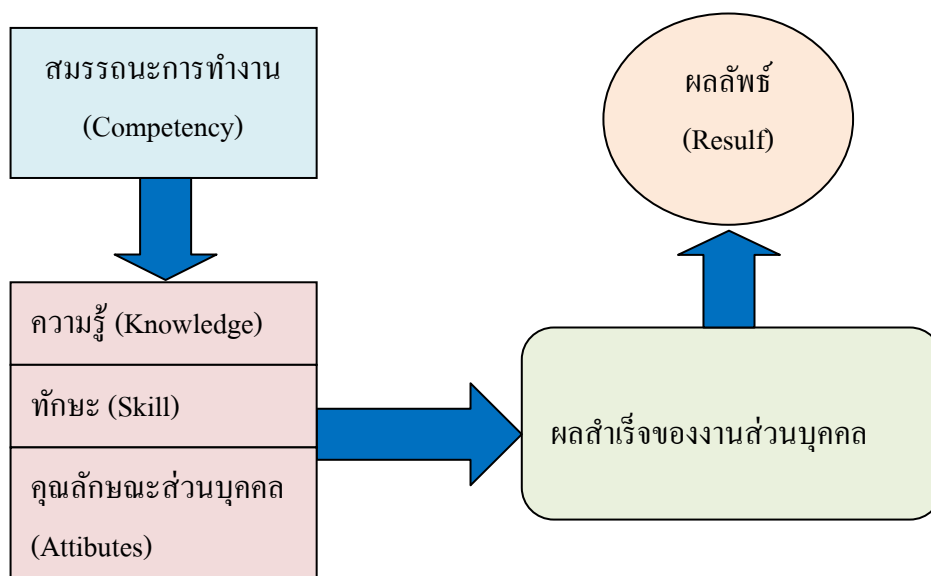 สมรรถนะการทำงาน
(Competency)
ผลลัพธ์
(Resulf)
ความรู้ (Knowledge)
ทักษะ (Skill)
คุณลักษณะส่วนบุคคล
(Attibutes)
ผลสำเร็จของงานส่วนบุคคล